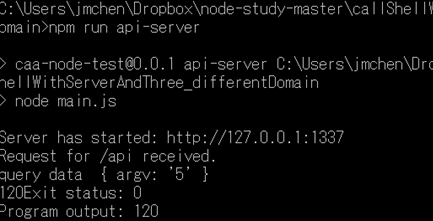 C:\Users\jmchen\Dropbox\node-study-master\callShellW
omain>npm run api-server
> caa-node-test@0.0.1 api-server C:\Users\jmchen\Dro
hellWithServerAndThree_differentDomain
> node main.js
Server has started: http://127.0.0.1:1337
Request for /api received.
query data  { argv: '5' }
120Exit status: 0
Program output: 120